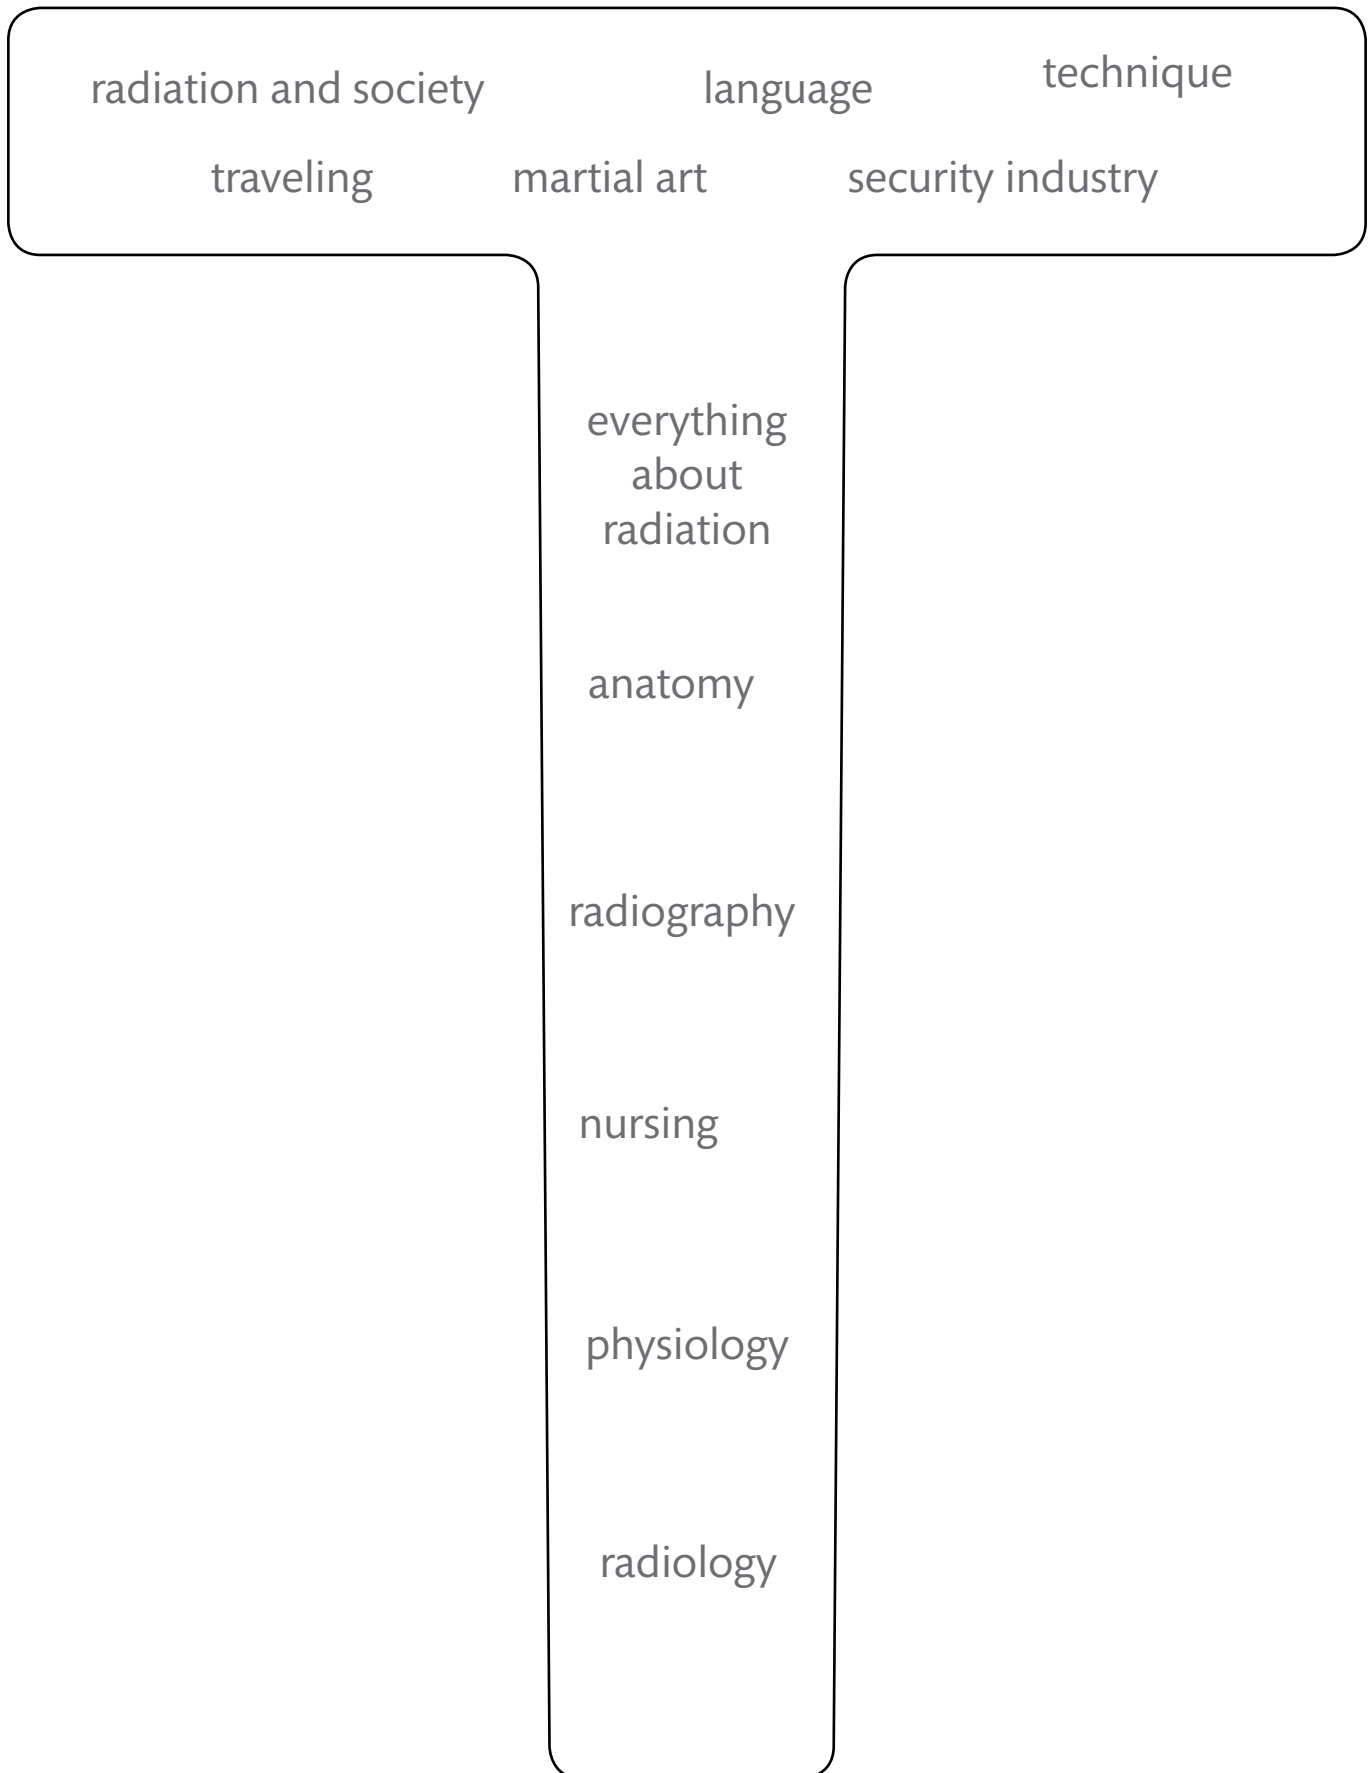 radiation and society language technique
traveling martial art security industry
everything
about
radiation
anatomy
radiography
nursing
physiology
radiology